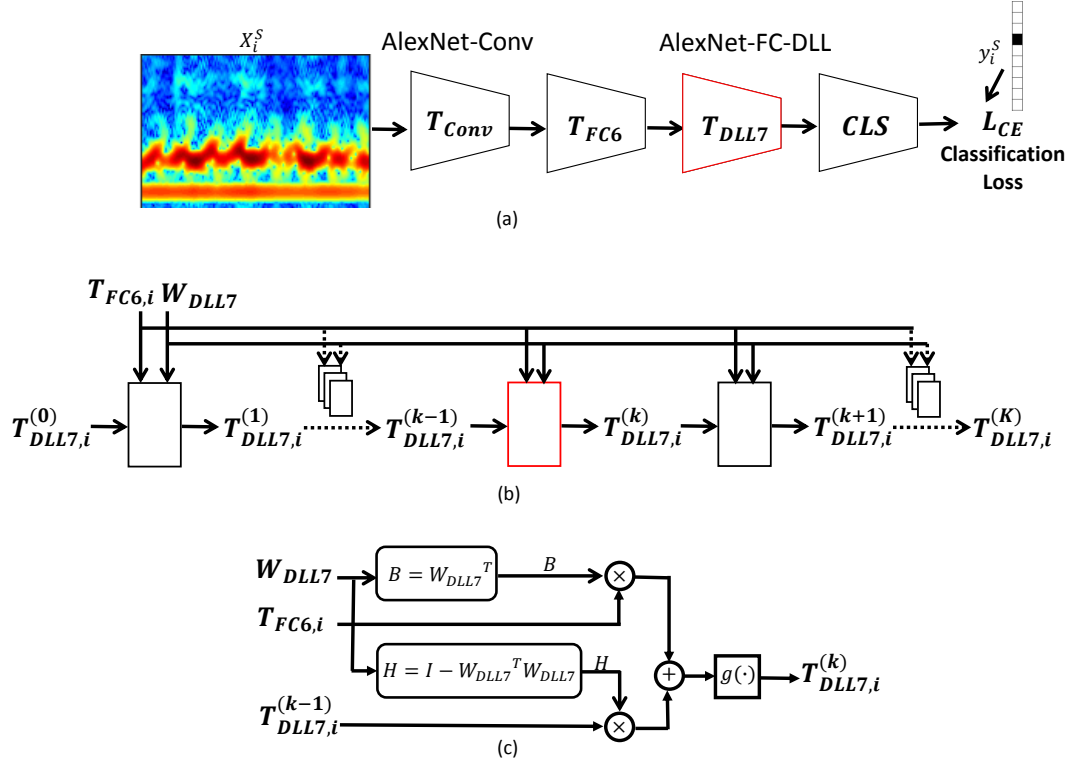 X_i^S AlexNet-Conv AlexNet-FC-DLL y_i^S
T_Conv T_FC6 T_DLL7 CLS L_CE
Classification
Loss
(a)
T_FC6,i W_DLL7
T_DLL7,i^(0) T_DLL7,i^(1) T_DLL7,i^(k−1) T_DLL7,i^(k) T_DLL7,i^(k+1) T_DLL7,i^(K)
(b)
W_DLL7 B = W_DLL7^T B ×
T_FC6,i
H = I − W_DLL7^T W_DLL7 H + g(·) T_DLL7,i^(k)
T_DLL7,i^(k−1) ×
(c)